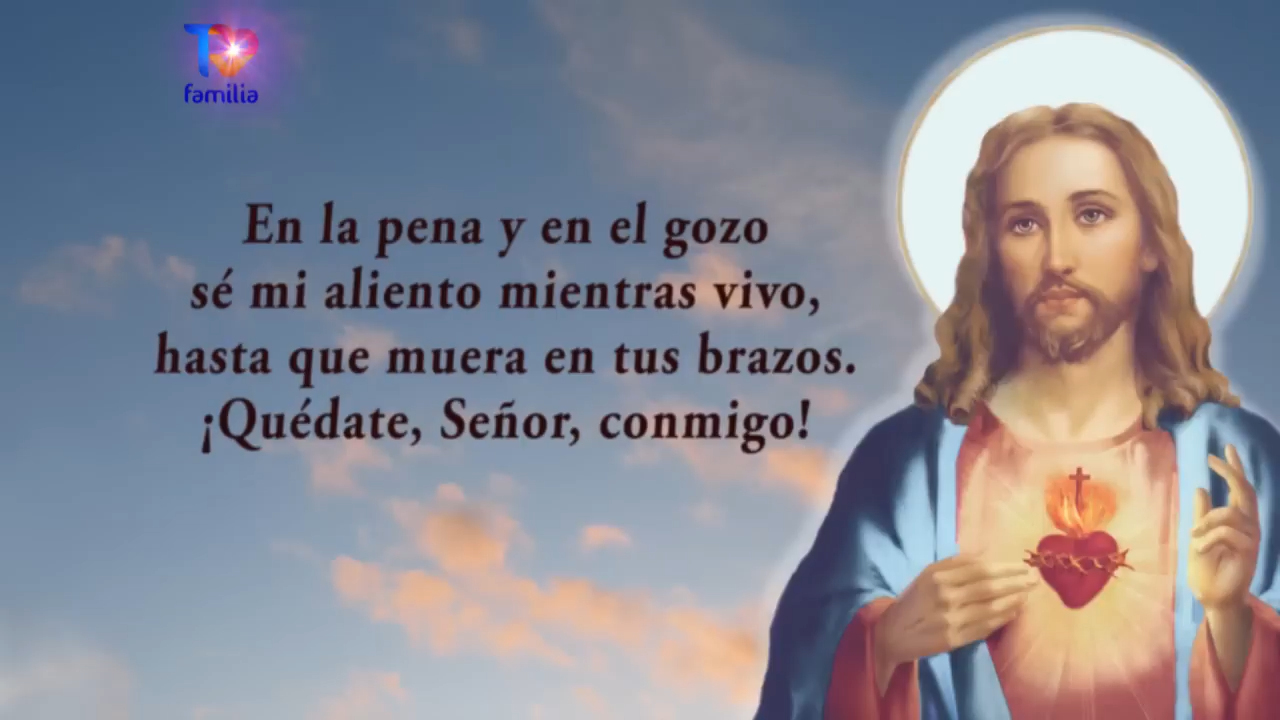 T
familia
En la pena y en el gozo
sé mi aliento mientras vivo,
hasta que muera en tus brazos.
¡Quédate, Señor, conmigo!